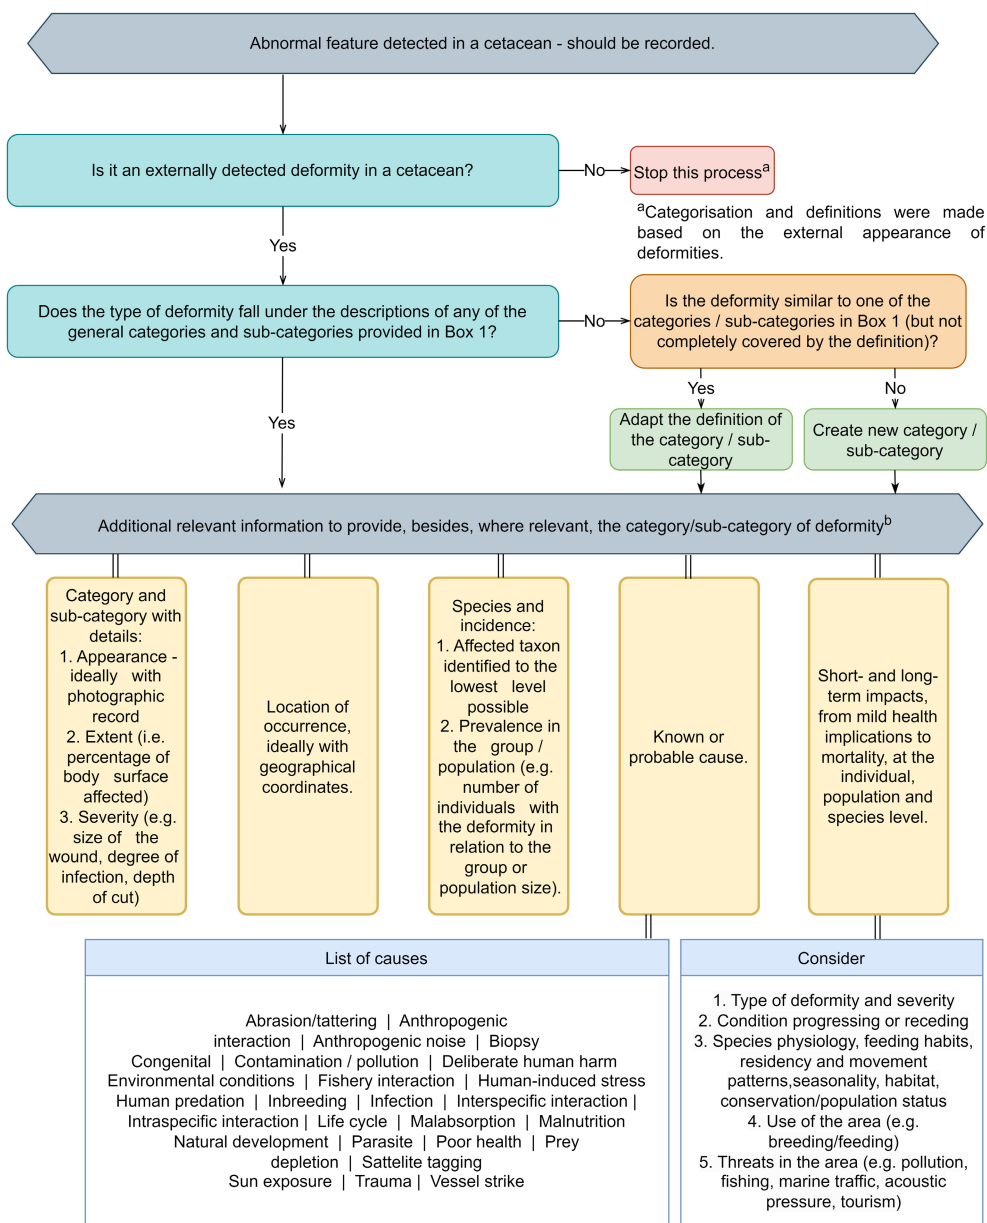 Abnormal feature detected in a cetacean - should be recorded.
Is it an externally detected deformity in a cetacean?
No
Stop this processᵃ
ᵃCategorisation and definitions were made
based on the external appearance of
deformities.
Yes
Does the type of deformity fall under the descriptions of any of the
general categories and sub-categories provided in Box 1?
No
Is the deformity similar to one of the
categories / sub-categories in Box 1 (but not
completely covered by the definition)?
Yes
No
Yes
Adapt the definition of
the category / sub-
category
Create new category /
sub-category
Additional relevant information to provide, besides, where relevant, the category/sub-category of deformityᵇ
Category and
sub-category with
details:
1. Appearance -
ideally with
photographic
record
2. Extent (i.e.
percentage of
body surface
affected)
3. Severity (e.g.
size of the
wound, degree of
infection, depth
of cut)
Location of
occurrence,
ideally with
geographical
coordinates.
Species and
incidence:
1. Affected taxon
identified to the
lowest level
possible
2. Prevalence in
the group /
population (e.g.
number of
individuals with
the deformity in
relation to the
group or
population size).
Known or
probable cause.
Short- and long-
term impacts,
from mild health
implications to
mortality, at the
individual,
population and
species level.
List of causes
Abrasion/tattering | Anthropogenic
interaction | Anthropogenic noise | Biopsy
Congenital | Contamination / pollution | Deliberate human harm
Environmental conditions | Fishery interaction | Human-induced stress
Human predation | Inbreeding | Infection | Interspecific interaction |
Intraspecific interaction | Life cycle | Malabsorption | Malnutrition
Natural development | Parasite | Poor health | Prey
depletion | Sattelite tagging
Sun exposure | Trauma | Vessel strike
Consider
1. Type of deformity and severity
2. Condition progressing or receding
3. Species physiology, feeding habits,
residency and movement
patterns,seasonality, habitat,
conservation/population status
4. Use of the area (e.g.
breeding/feeding)
5. Threats in the area (e.g. pollution,
fishing, marine traffic, acoustic
pressure, tourism)